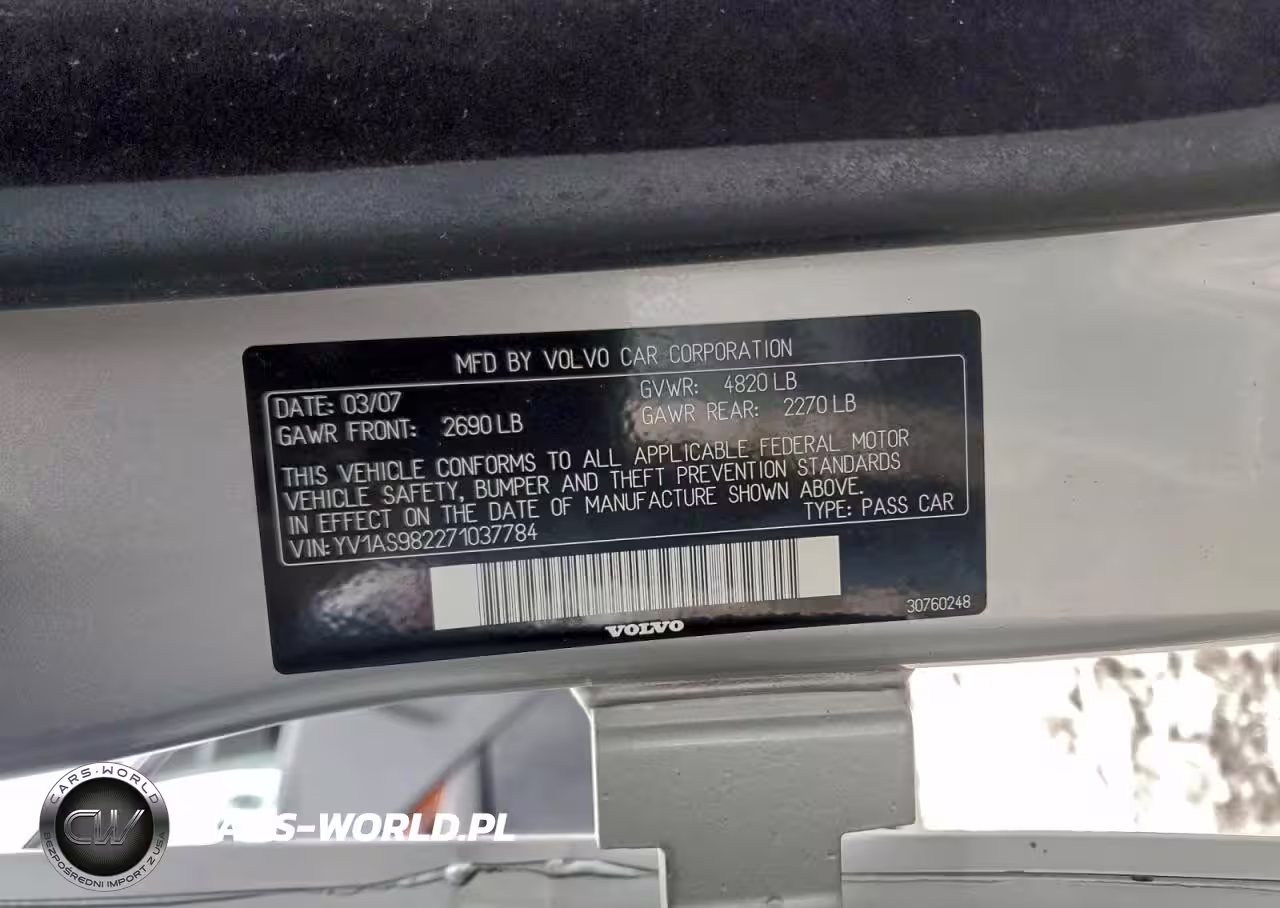 MFD BY VOLVO CAR CORPORATION
DATE: 03/07
GVWR: 4820 LB
GAWR FRONT: 2690 LB
GAWR REAR: 2270 LB
THIS VEHICLE CONFORMS TO ALL APPLICABLE FEDERAL MOTOR
VEHICLE SAFETY, BUMPER AND THEFT PREVENTION STANDARDS
IN EFFECT ON THE DATE OF MANUFACTURE SHOWN ABOVE.
VIN: YV1AS982271037784
TYPE: PASS CAR
30760248
VOLVO
CARS-WORLD
CW
BEZPOŚREDNI IMPORT Z USA
CARS-WORLD.PL